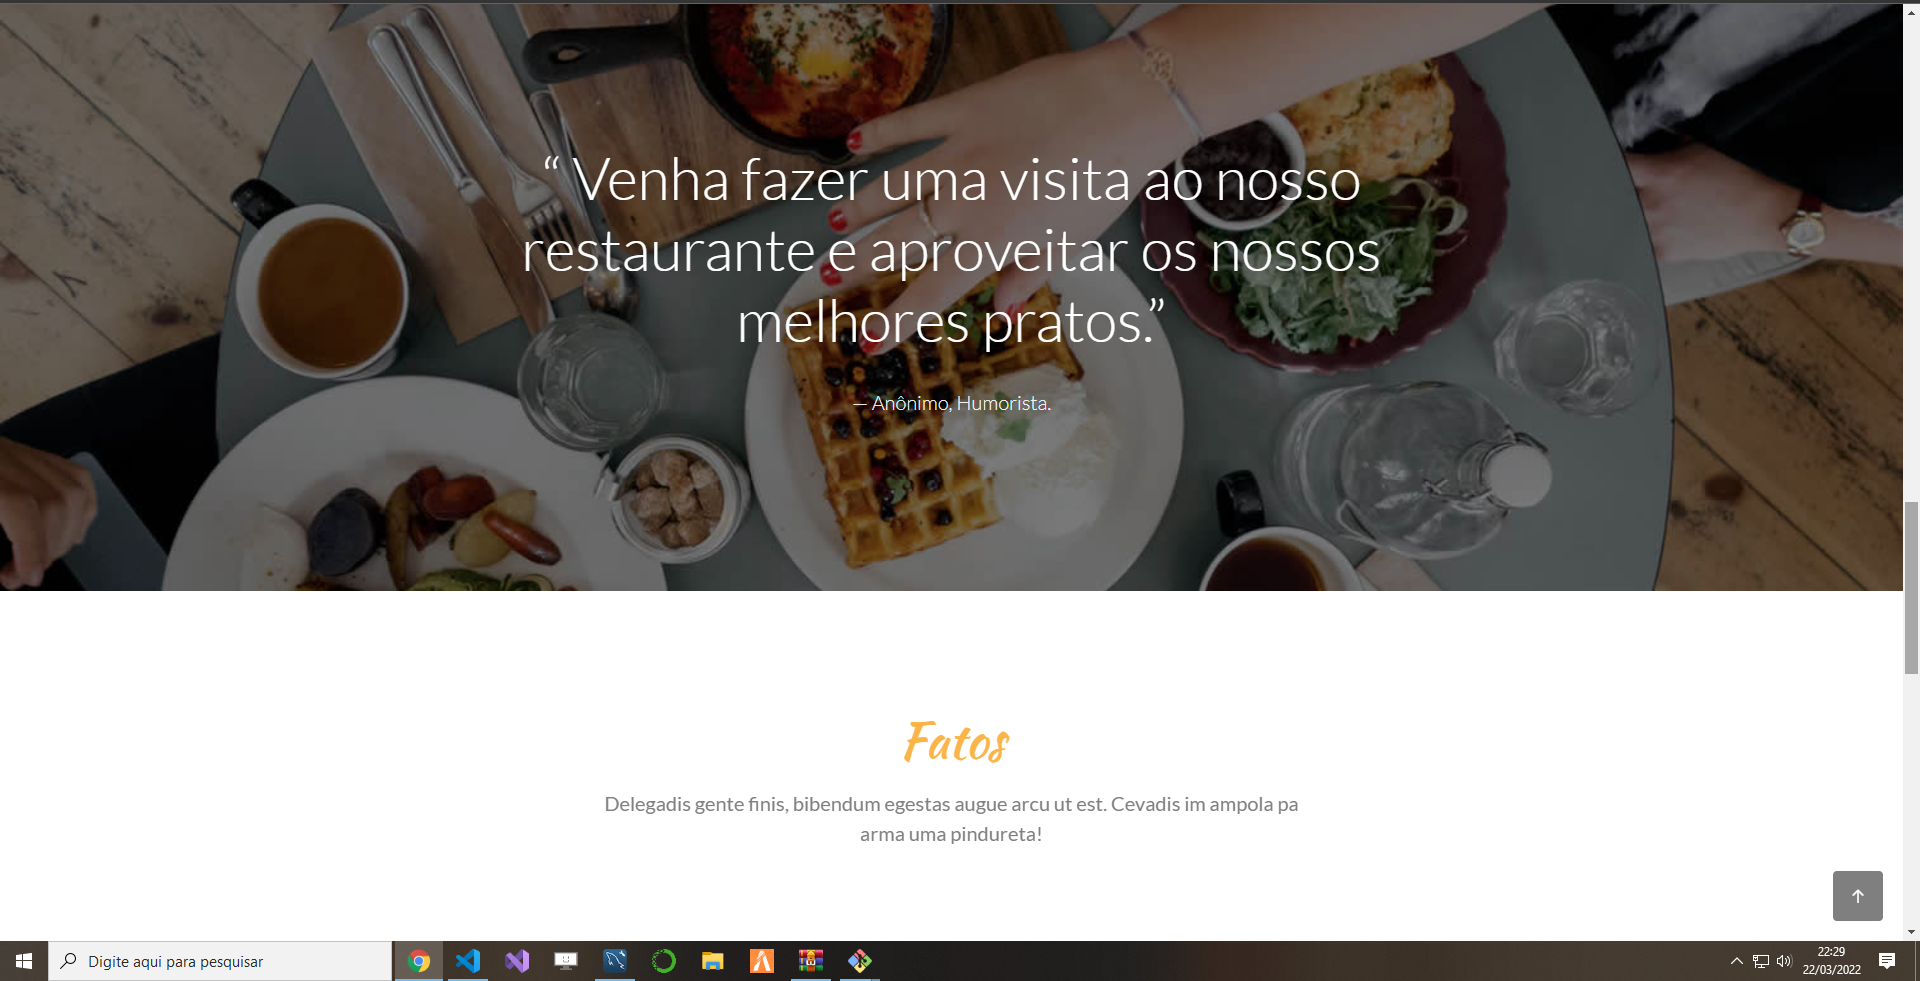 “ Venha fazer uma visita ao nosso
restaurante e aproveitar os nossos
melhores pratos.”
— Anônimo, Humorista.
Fatos
Delegadis gente finis, bibendum egestas augue arcu ut est. Cevadis im ampola pa
arma uma pindureta!
Digite aqui para pesquisar
22:29
22/03/2022